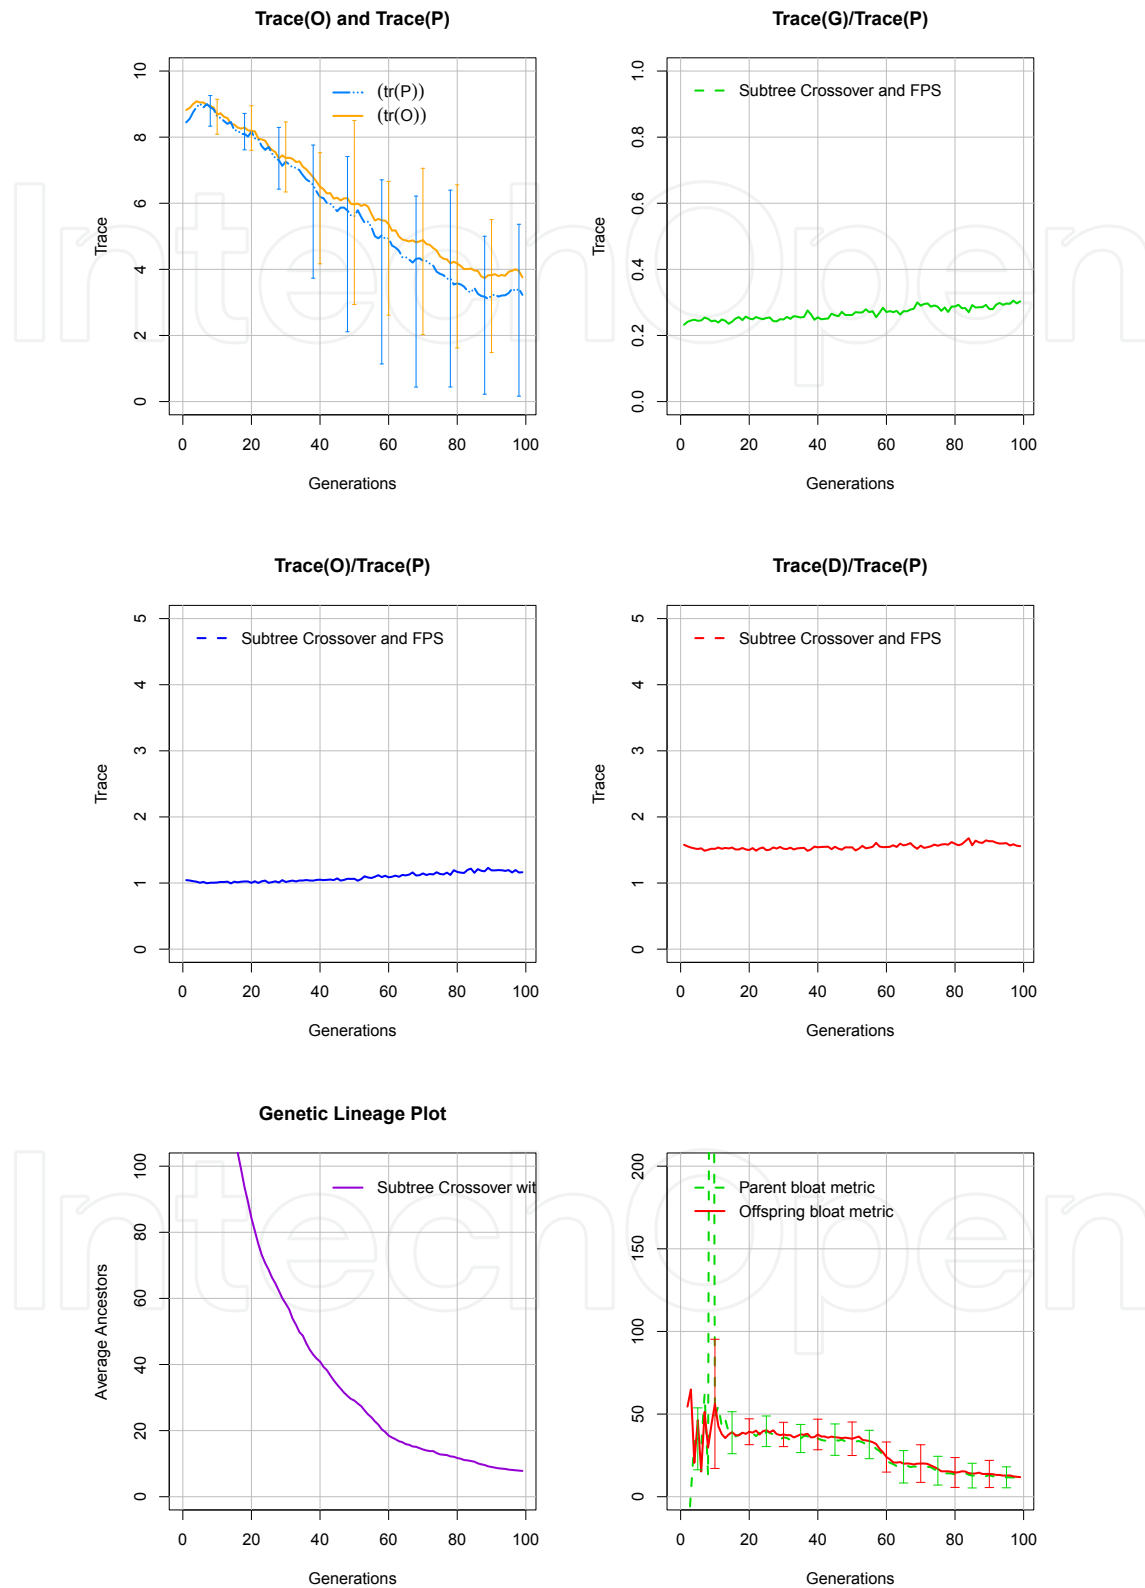 Trace(O) and Trace(P)
Trace
10
8
6
4
2
0
(tr(P))
(tr(O))
0 20 40 60 80 100
Generations
Trace(G)/Trace(P)
Trace
1.0
0.8
0.6
0.4
0.2
0.0
Subtree Crossover and FPS
0 20 40 60 80 100
Generations
Trace(O)/Trace(P)
Trace
5
4
3
2
1
0
Subtree Crossover and FPS
0 20 40 60 80 100
Generations
Trace(D)/Trace(P)
Trace
5
4
3
2
1
0
Subtree Crossover and FPS
0 20 40 60 80 100
Generations
Genetic Lineage Plot
Average Ancestors
100
80
60
40
20
0
Subtree Crossover wit
0 20 40 60 80 100
Generations
200
150
100
50
0
Parent bloat metric
Offspring bloat metric
0 20 40 60 80 100
Generations
IntechOpen
IntechOpen